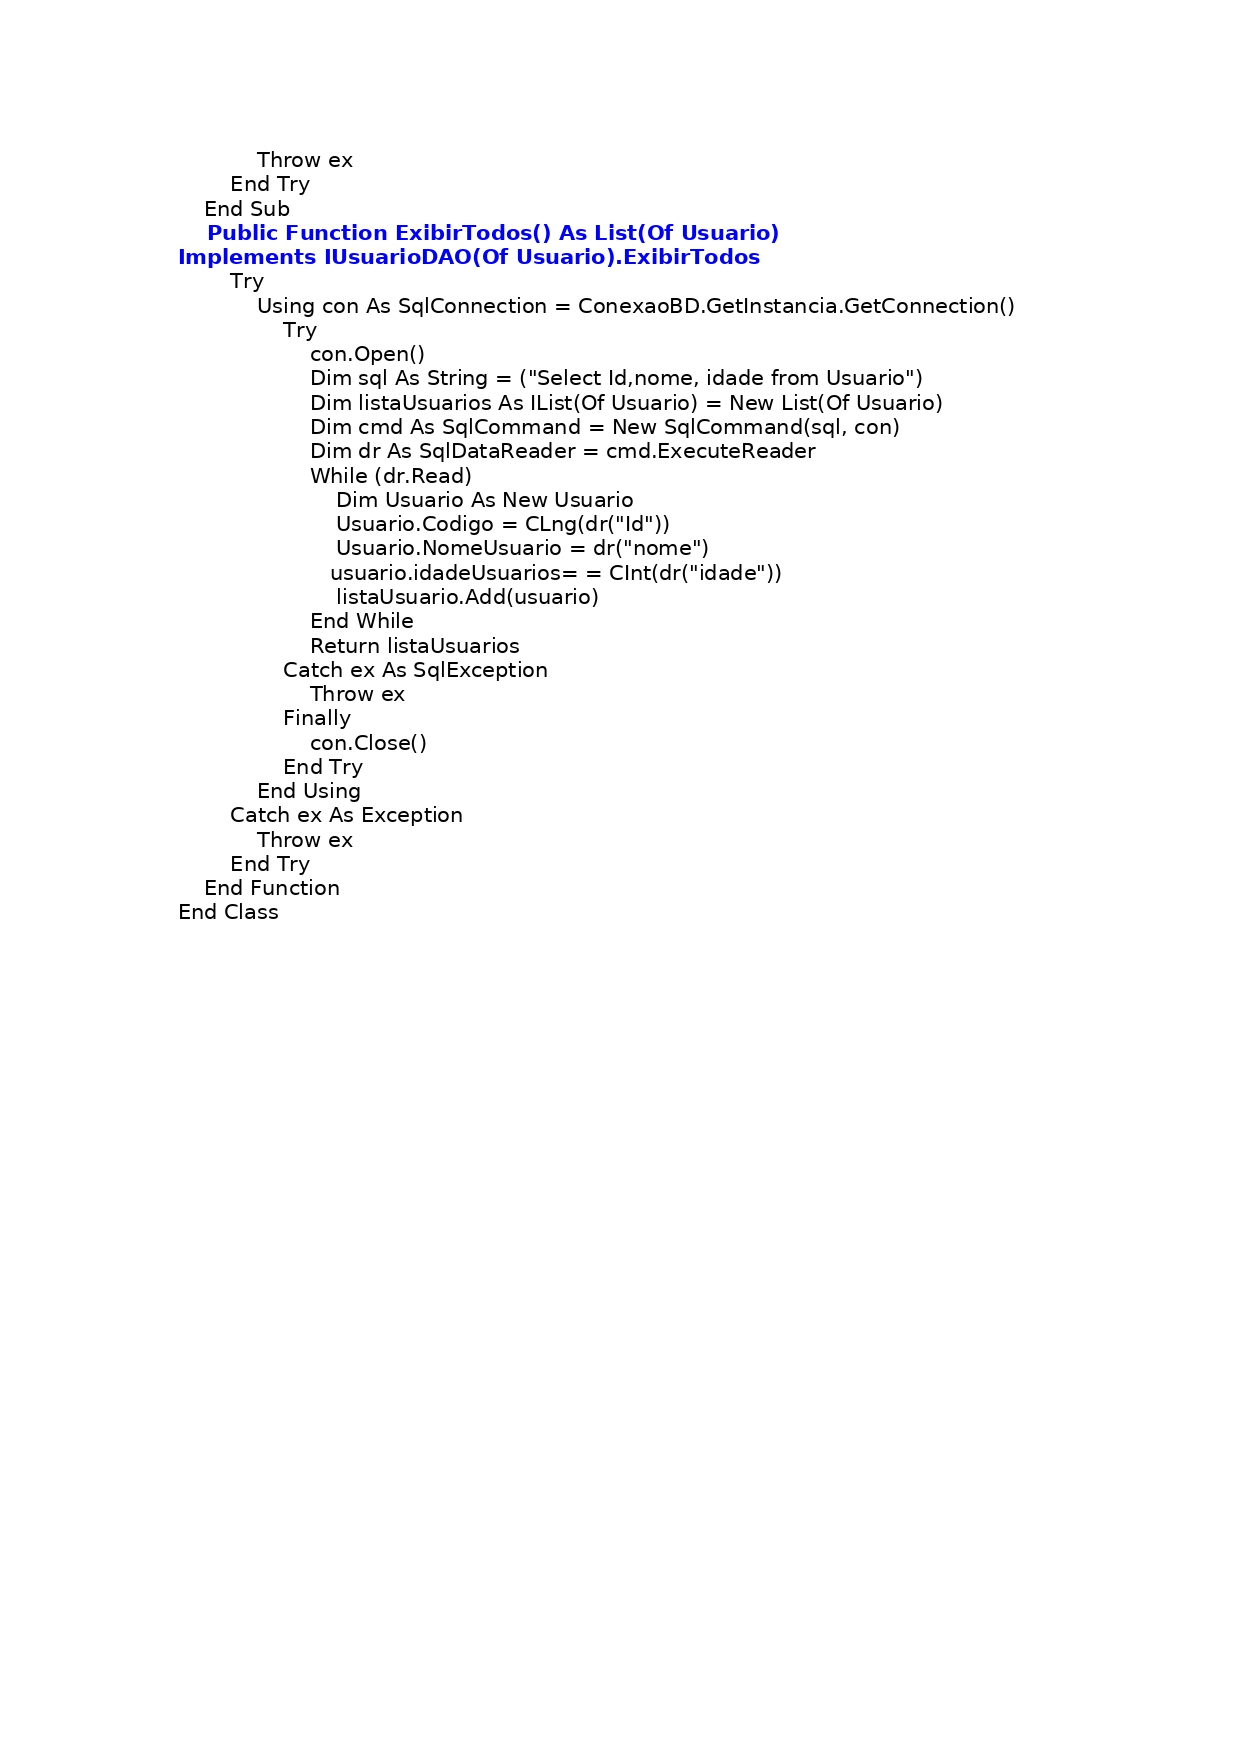 Throw ex
End Try
End Sub
Public Function ExibirTodos() As List(Of Usuario)
Implements IUsuarioDAO(Of Usuario).ExibirTodos
Try
Using con As SqlConnection = ConexaoBD.GetInstancia.GetConnection()
Try
con.Open()
Dim sql As String = ("Select Id,nome, idade from Usuario")
Dim listaUsuarios As IList(Of Usuario) = New List(Of Usuario)
Dim cmd As SqlCommand = New SqlCommand(sql, con)
Dim dr As SqlDataReader = cmd.ExecuteReader
While (dr.Read)
Dim Usuario As New Usuario
Usuario.Codigo = CLng(dr("Id"))
Usuario.NomeUsuario = dr("nome")
usuario.idadeUsuarios= = CInt(dr("idade"))
listaUsuario.Add(usuario)
End While
Return listaUsuarios
Catch ex As SqlException
Throw ex
Finally
con.Close()
End Try
End Using
Catch ex As Exception
Throw ex
End Try
End Function
End Class